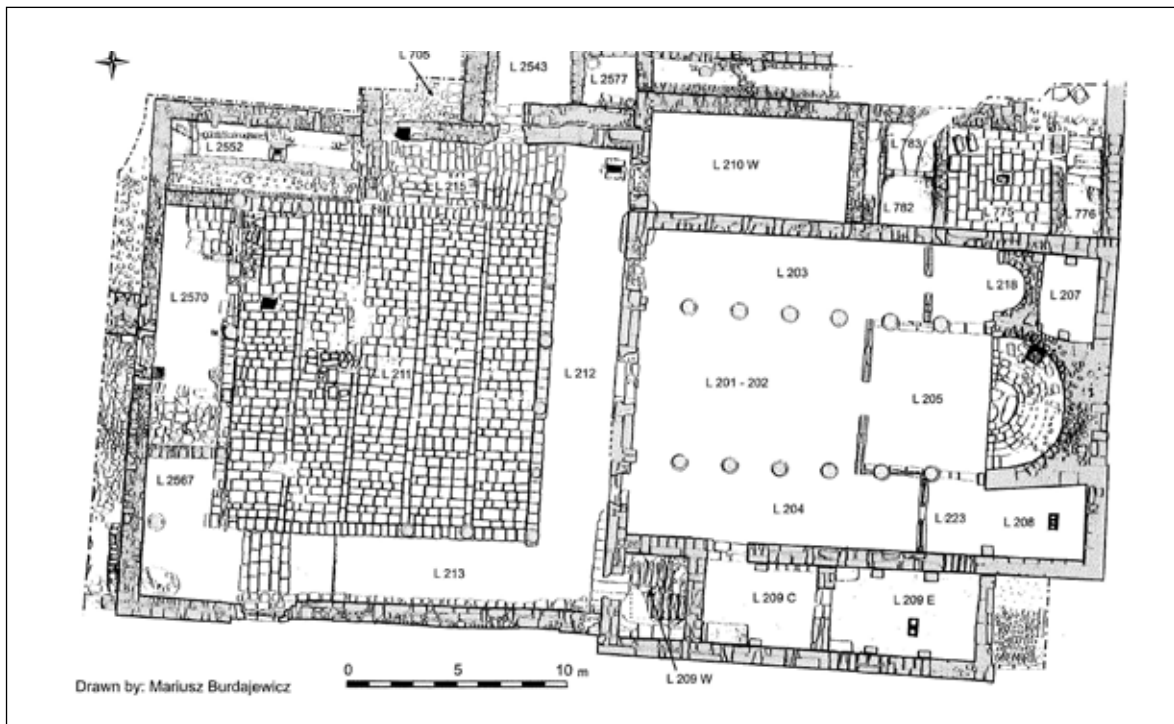 L 705
L 2543
L 2577
L 2552
L 215
L 210 W
L 783
L 782
L 775
L 776
L 2570
L 203
L 218
L 207
L 211
L 212
L 201 - 202
L 205
L 2567
L 204
L 223
L 208
L 213
L 209 C
L 209 E
L 209 W
0 5 10 m
Drawn by: Mariusz Burdajewicz